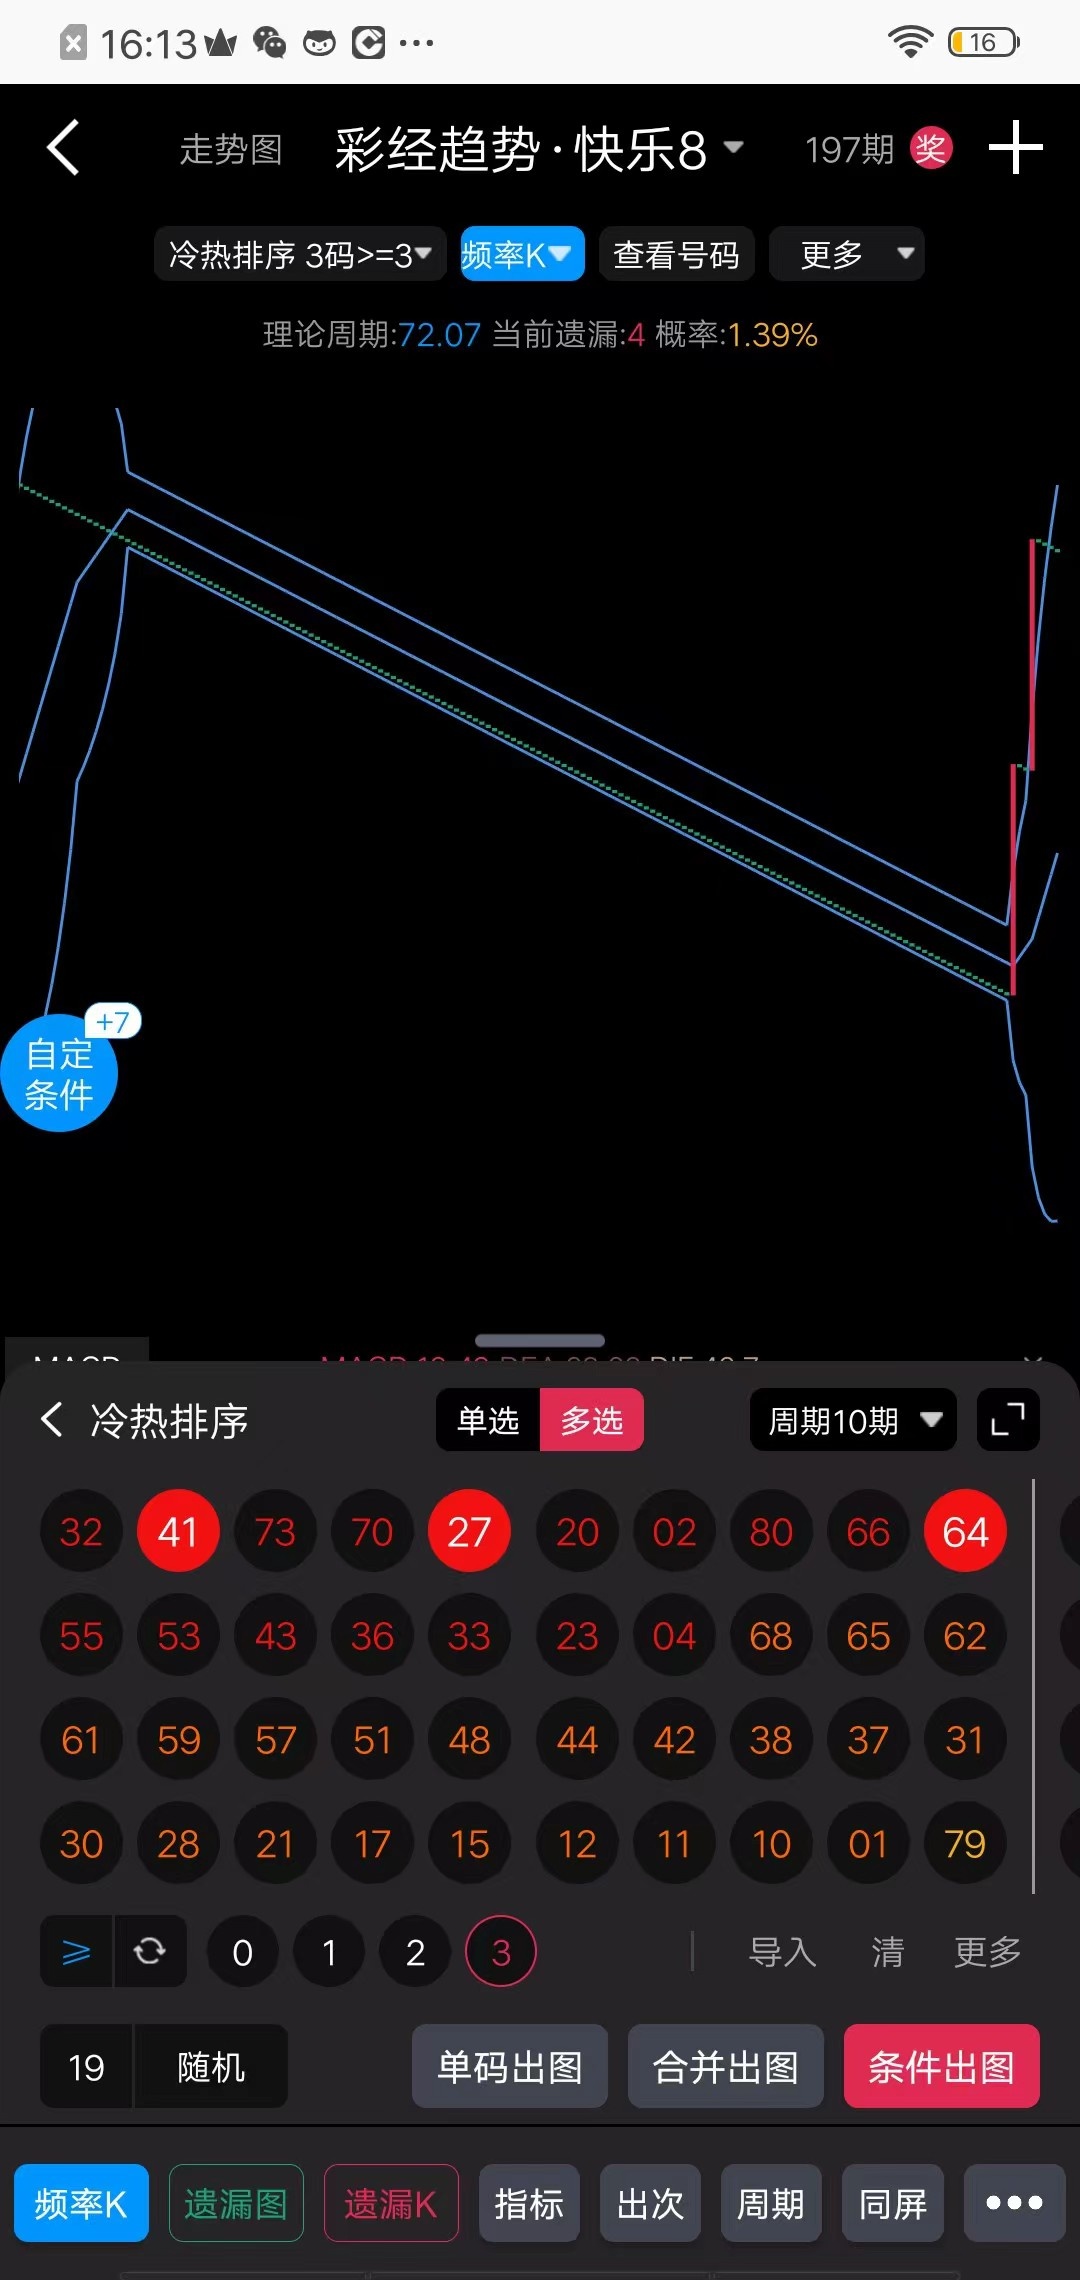 16:13 16
走势图 彩经趋势·快乐8 197期 奖
冷热排序 3码>=3 频率K 查看号码 更多
理论周期:72.07 当前遗漏:4 概率:1.39%
+7
自定
条件
冷热排序 单选 多选 周期10期
32 41 73 70 27 20 02 80 66 64
55 53 43 36 33 23 04 68 65 62
61 59 57 51 48 44 42 38 37 31
30 28 21 17 15 12 11 10 01 79
⩾ 0 1 2 3 导入 清 更多
19 随机 单码出图 合并出图 条件出图
频率K 遗漏图 遗漏K 指标 出次 周期 同屏